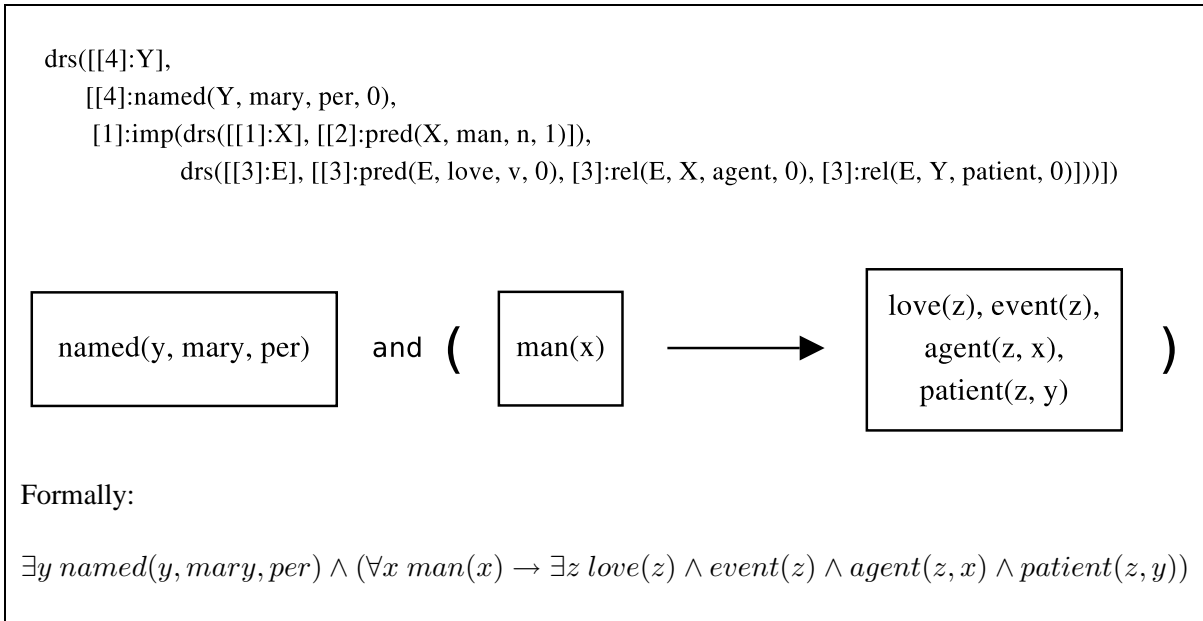 drs([[4]:Y],
[[4]:named(Y, mary, per, 0),
[1]:imp(drs([[1]:X], [[2]:pred(X, man, n, 1)]),
drs([[3]:E], [[3]:pred(E, love, v, 0), [3]:rel(E, X, agent, 0), [3]:rel(E, Y, patient, 0)]))])
named(y, mary, per) and ( man(x) love(z), event(z),
agent(z, x),
patient(z, y) )
Formally:
∃y named(y, mary, per) ∧ (∀x man(x) → ∃z love(z) ∧ event(z) ∧ agent(z, x) ∧ patient(z, y))